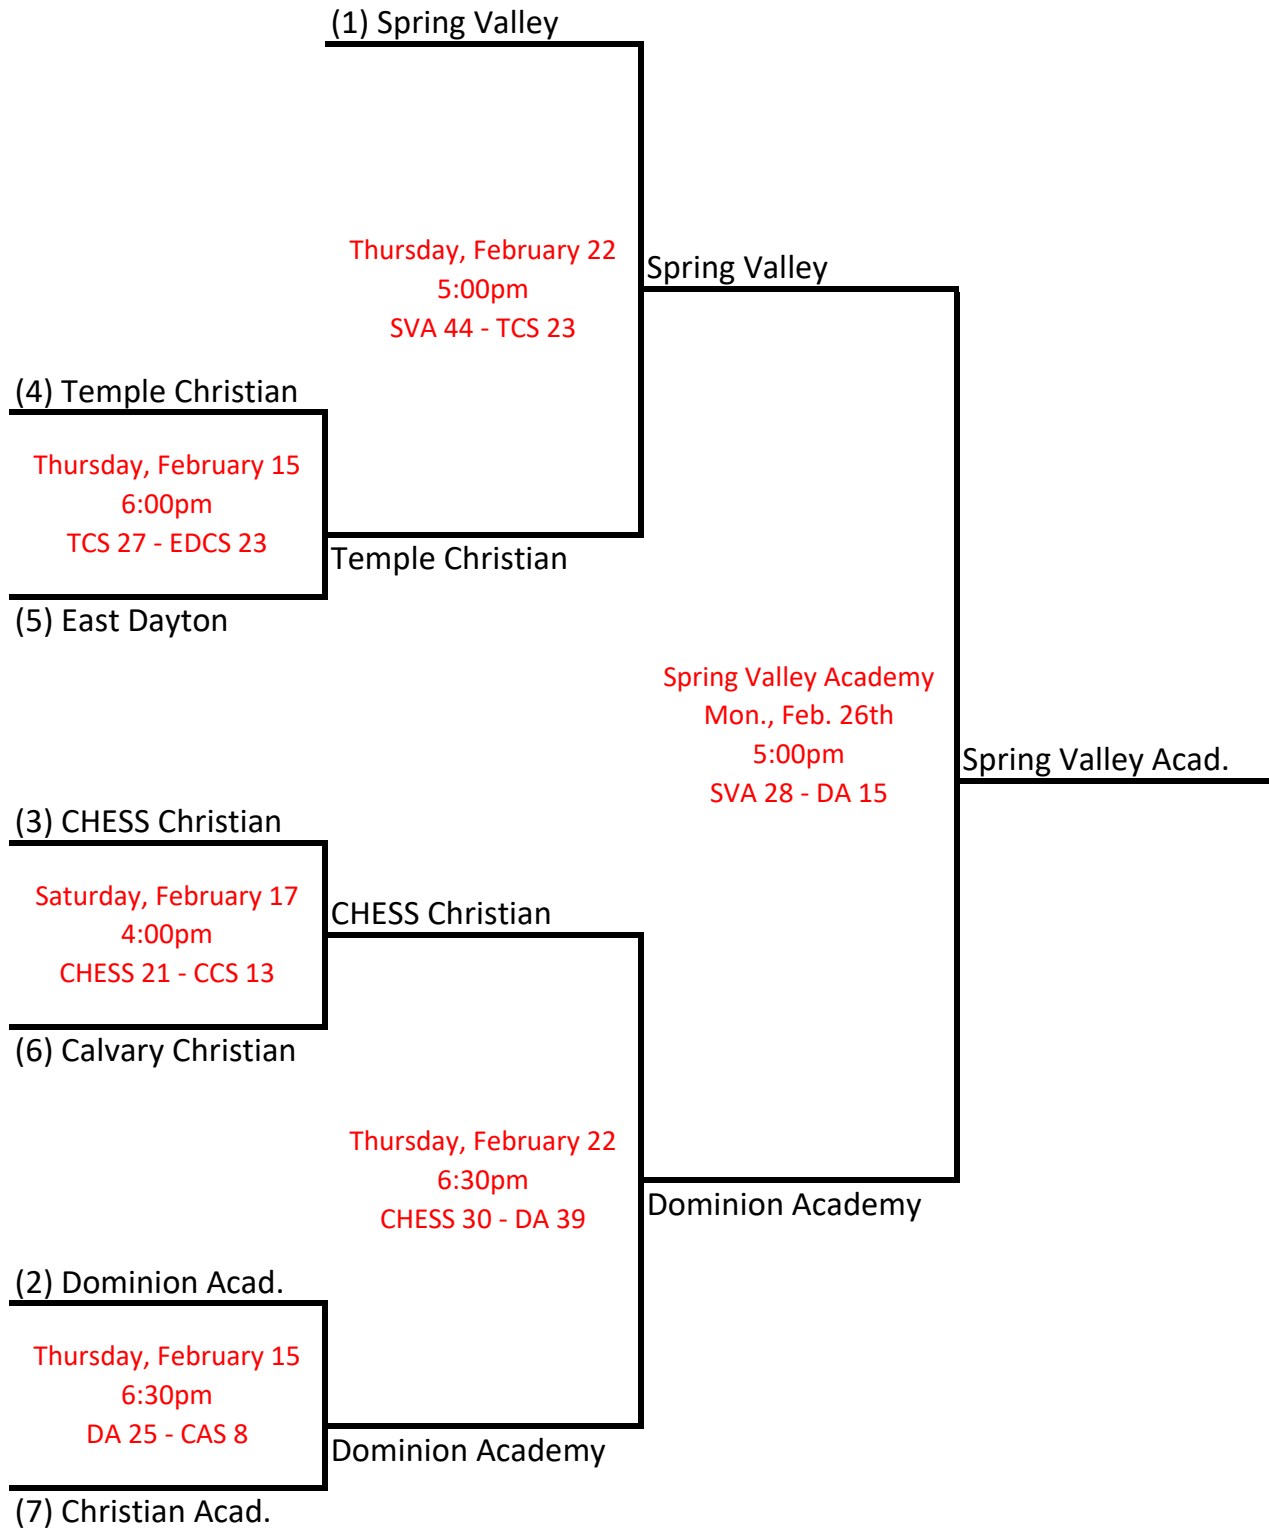 (1) Spring Valley
Thursday, February 22
5:00pm
SVA 44 - TCS 23
Spring Valley
(4) Temple Christian
Thursday, February 15
6:00pm
TCS 27 - EDCS 23
Temple Christian
(5) East Dayton
Spring Valley Academy
Mon., Feb. 26th
5:00pm
SVA 28 - DA 15
Spring Valley Acad.
(3) CHESS Christian
Saturday, February 17
4:00pm
CHESS 21 - CCS 13
CHESS Christian
(6) Calvary Christian
Thursday, February 22
6:30pm
CHESS 30 - DA 39
Dominion Academy
(2) Dominion Acad.
Thursday, February 15
6:30pm
DA 25 - CAS 8
Dominion Academy
(7) Christian Acad.